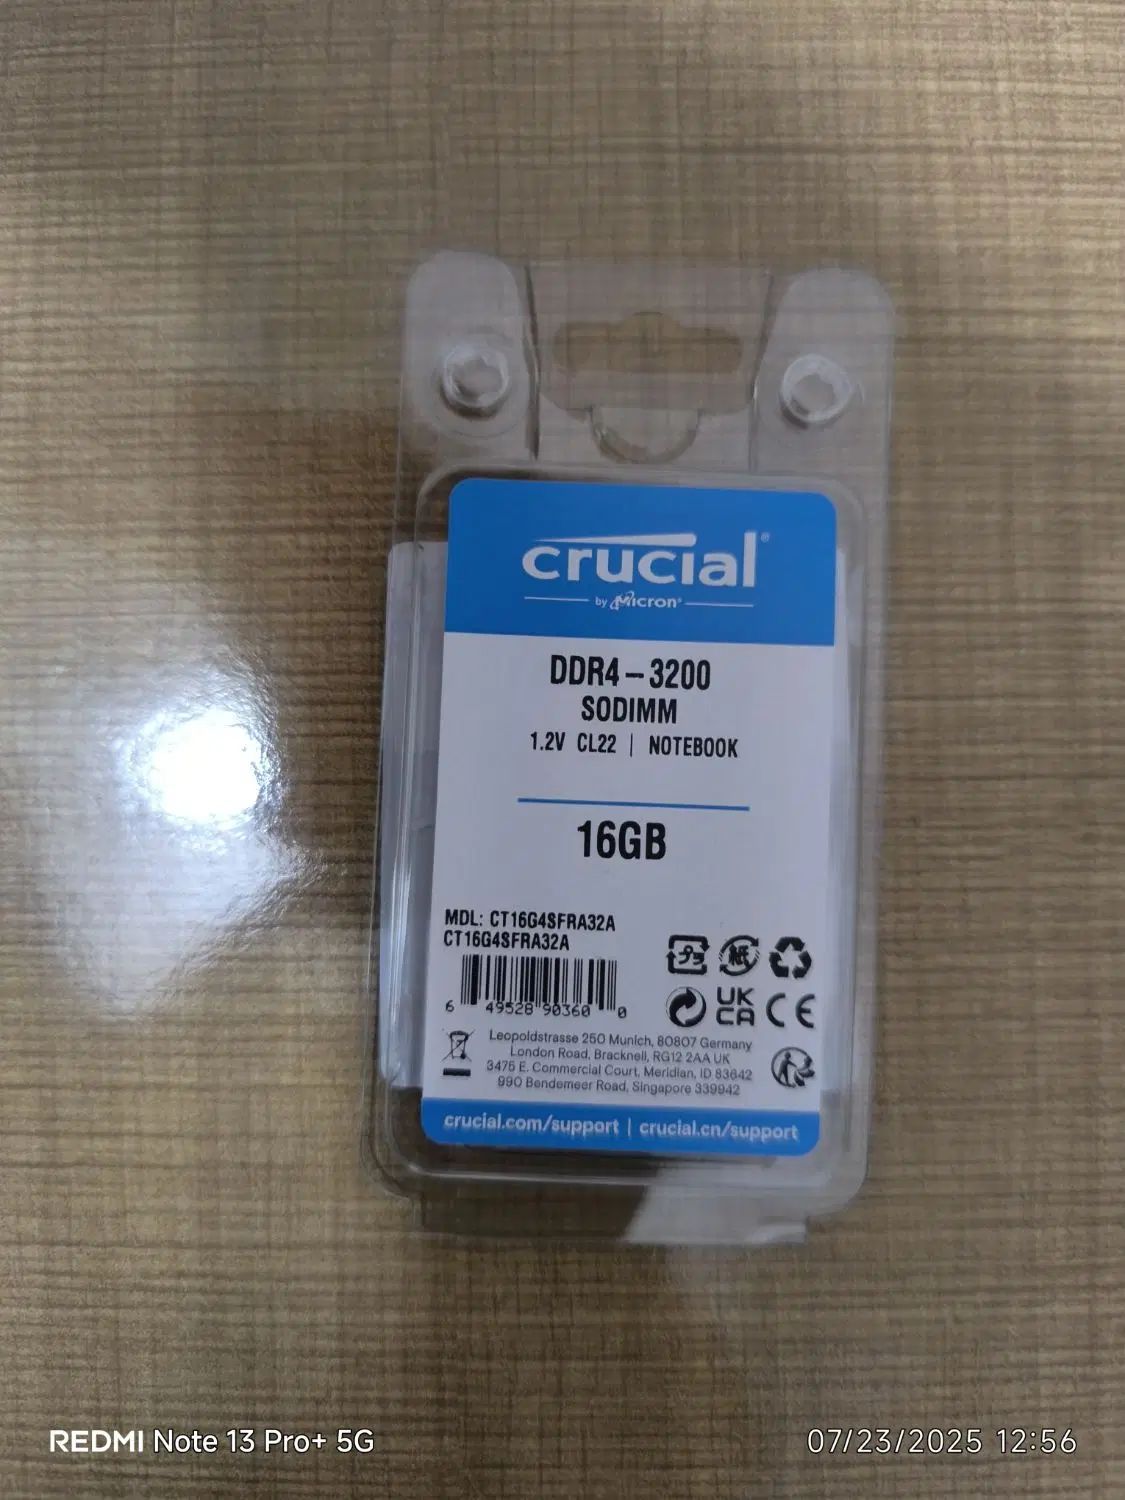 crucial®
by Micron®
DDR4 – 3200
SODIMM
1.2V CL22 | NOTEBOOK
16GB
MDL: CT16G4SFRA32A
CT16G4SFRA32A
6 49528 90360 0
プラ
紙
UK
CA
CE
Leopoldstrasse 250 Munich, 80807 Germany
London Road, Bracknell, RG12 2AA UK
3475 E. Commercial Court, Meridian, ID 83642
990 Bendemeer Road, Singapore 339942
crucial.com/support | crucial.cn/support
REDMI Note 13 Pro+ 5G
07/23/2025 12:56